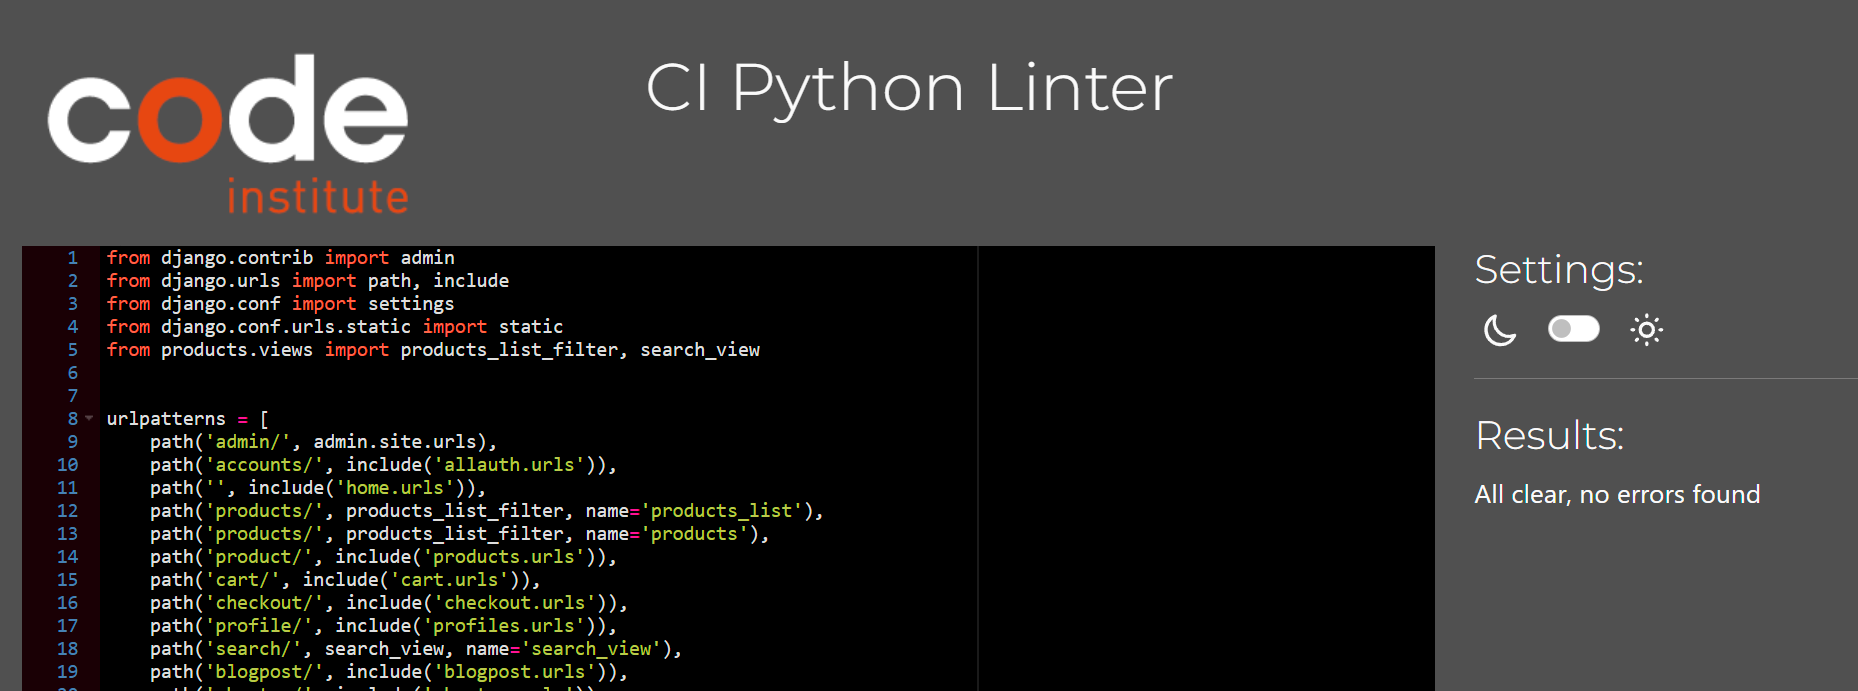 code
institute
CI Python Linter
1 from django.contrib import admin
2 from django.urls import path, include
3 from django.conf import settings
4 from django.conf.urls.static import static
5 from products.views import products_list_filter, search_view
6
7
8 urlpatterns = [
9     path('admin/', admin.site.urls),
10     path('accounts/', include('allauth.urls')),
11     path('', include('home.urls')),
12     path('products/', products_list_filter, name='products_list'),
13     path('products/', products_list_filter, name='products'),
14     path('product/', include('products.urls')),
15     path('cart/', include('cart.urls')),
16     path('checkout/', include('checkout.urls')),
17     path('profile/', include('profiles.urls')),
18     path('search/', search_view, name='search_view'),
19     path('blogpost/', include('blogpost.urls')),
Settings:
Results:
All clear, no errors found